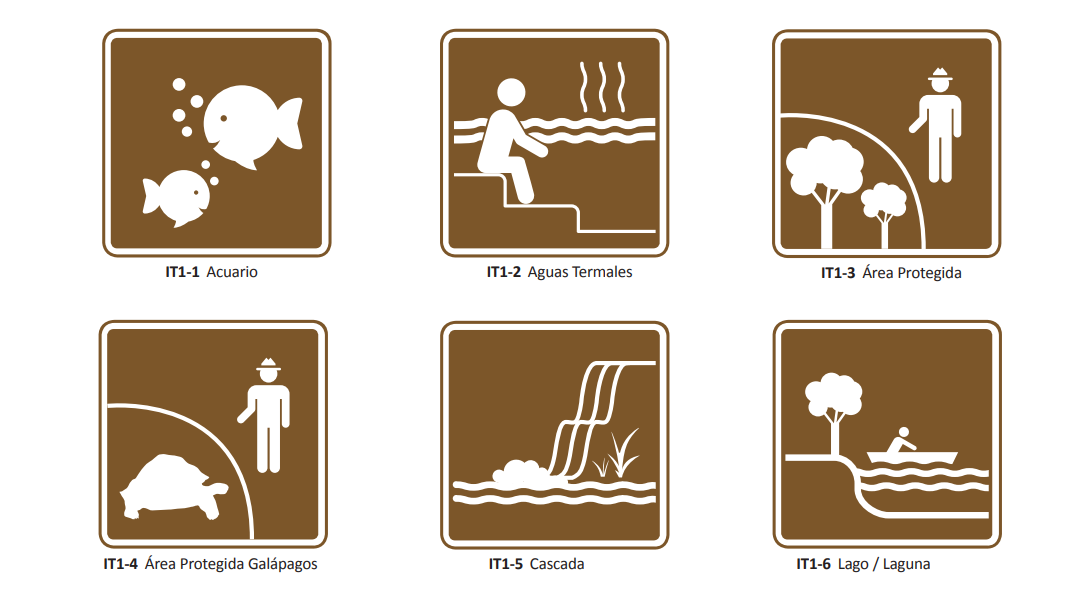 IT1-1 Acuario
IT1-2 Aguas Termales
IT1-3 Área Protegida
IT1-4 Área Protegida Galápagos
IT1-5 Cascada
IT1-6 Lago / Laguna